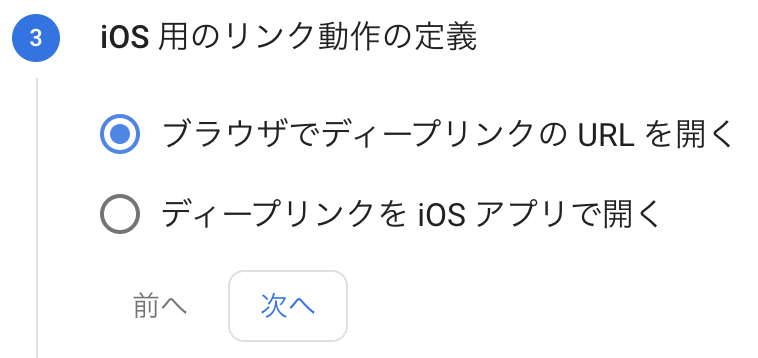 3 iOS 用のリンク動作の定義
ブラウザでディープリンクの URL を開く
ディープリンクを iOS アプリで開く
前へ 次へ